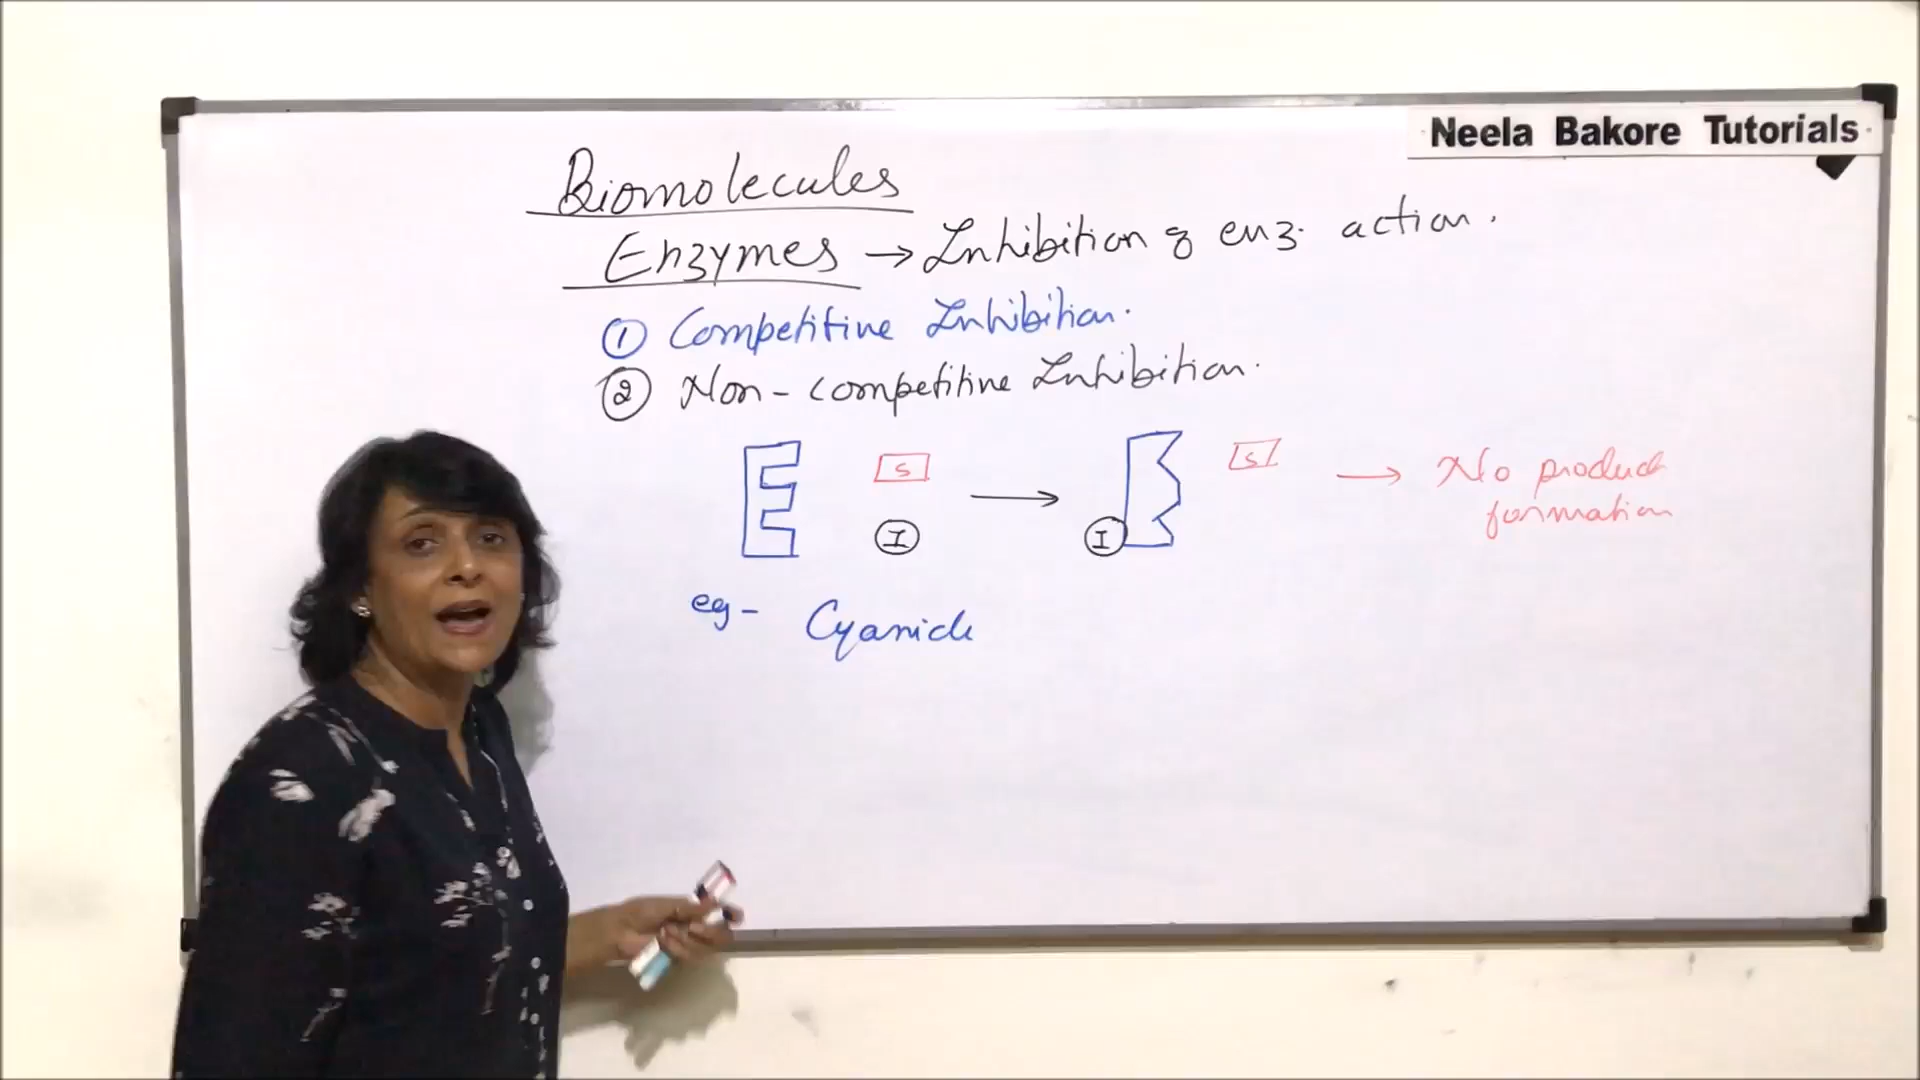 Neela Bakore Tutorials
Biomolecules
Enzymes → Inhibition of enz. action.
① Competitive Inhibition.
② Non-competitive Inhibition.
S S → No product
formation
I → I
eg- Cyanide